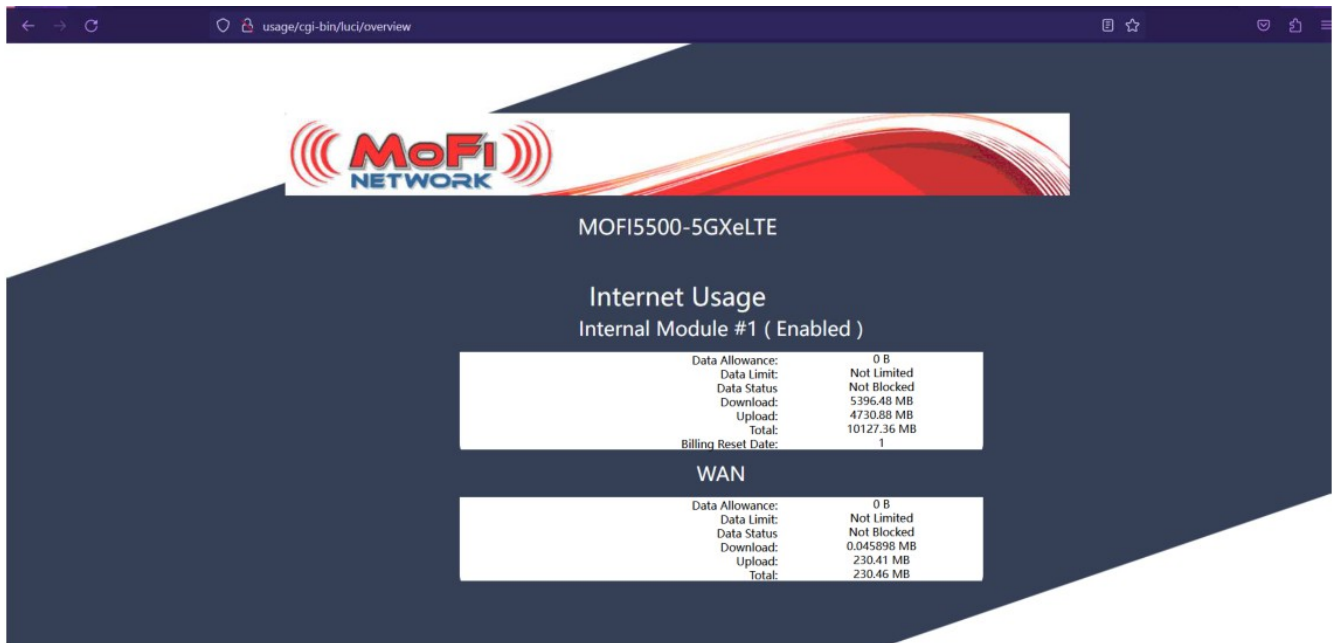 usage/cgi-bin/luci/overview
MoFi
NETWORK
MOFI5500-5GXeLTE
Internet Usage
Internal Module #1 ( Enabled )
Data Allowance: 0 B
Data Limit: Not Limited
Data Status Not Blocked
Download: 5396.48 MB
Upload: 4730.88 MB
Total: 10127.36 MB
Billing Reset Date: 1
WAN
Data Allowance: 0 B
Data Limit: Not Limited
Data Status Not Blocked
Download: 0.045898 MB
Upload: 230.41 MB
Total: 230.46 MB